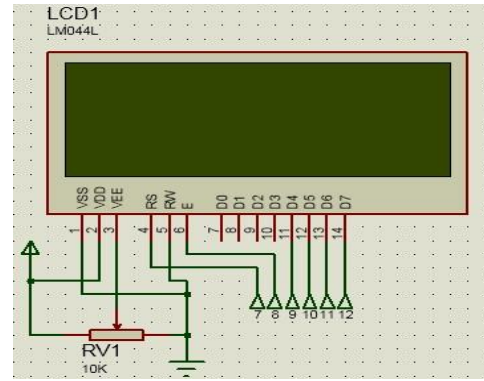 LCD1
LM044L
VSS VDD VEE RS RW E D0 D1 D2 D3 D4 D5 D6 D7
1 2 3 4 5 6 7 8 9 10 11 12 13 14
7 8 9 10 11 12
RV1
10K